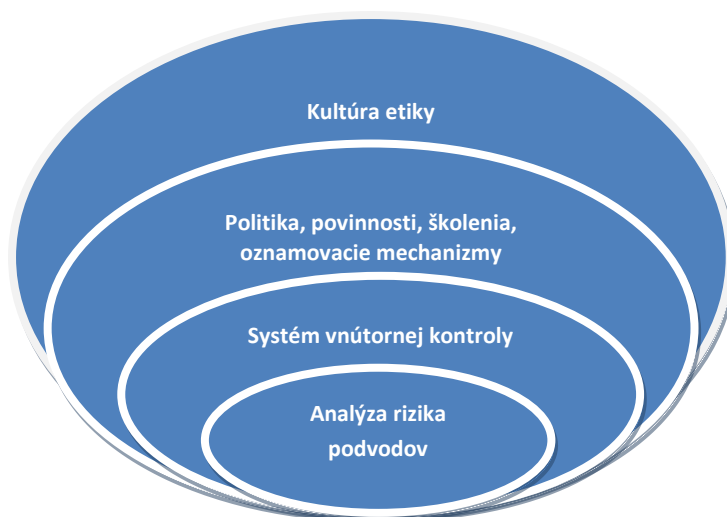 Kultúra etiky
Politika, povinnosti, školenia,
oznamovacie mechanizmy
Systém vnútornej kontroly
Analýza rizika
podvodov